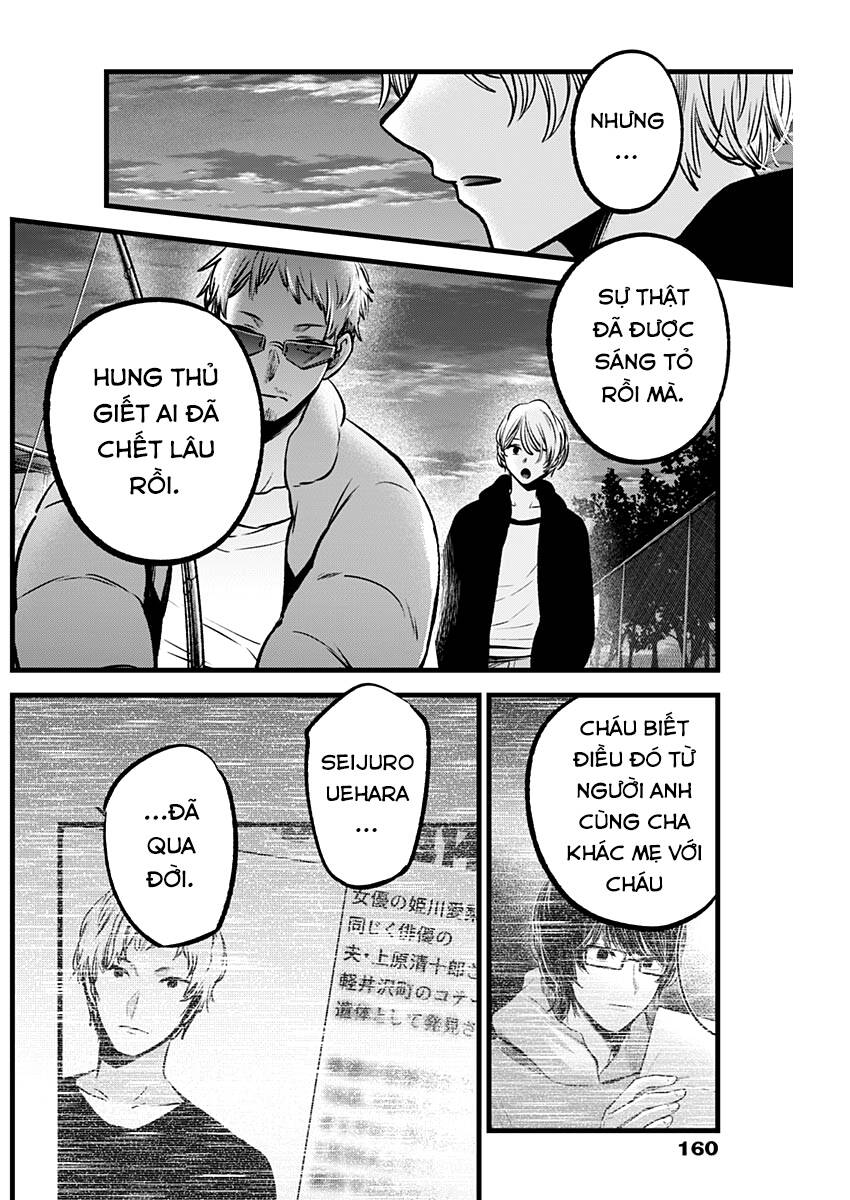 NHƯNG
...
SỰ THẬT
ĐÃ ĐƯỢC
SÁNG TỎ
RỒI MÀ.
HUNG THỦ
GIẾT AI ĐÃ
CHẾT LÂU
RỒI.
CHÁU BIẾT
ĐIỀU ĐÓ TỪ
NGƯỜI ANH
CÙNG CHA
KHÁC MẸ VỚI
CHÁU
SEIJURO
UEHARA
...
...ĐÃ
QUA
ĐỜI.
女優の姫川愛梨
同じく俳優の
夫・上原清十郎さ
軽井沢町のコテー
遺体として発見さ
160